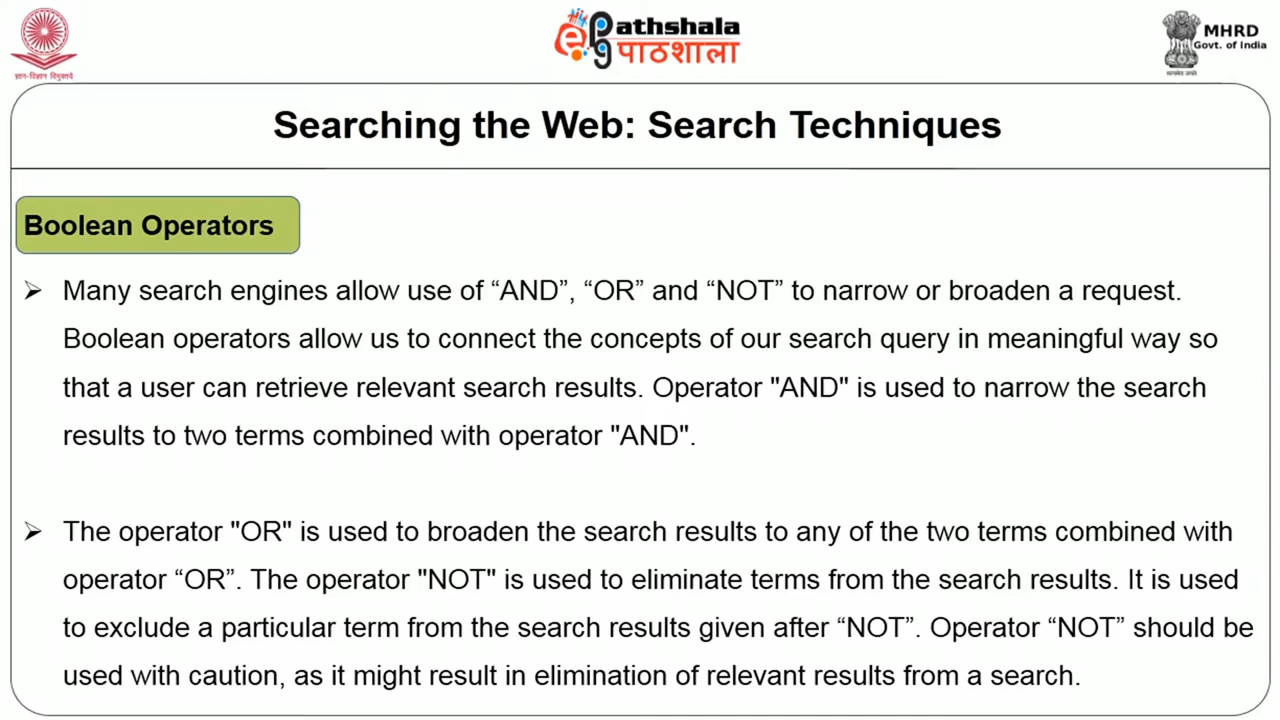 ज्ञान-विज्ञान विमुक्तये
ePG Pathshala
पाठशाला
MHRD
Govt. of India
सत्यमेव जयते
Searching the Web: Search Techniques
Boolean Operators
➢ Many search engines allow use of “AND”, “OR” and “NOT” to narrow or broaden a request.
Boolean operators allow us to connect the concepts of our search query in meaningful way so
that a user can retrieve relevant search results. Operator "AND" is used to narrow the search
results to two terms combined with operator "AND".
➢ The operator "OR" is used to broaden the search results to any of the two terms combined with
operator “OR”. The operator "NOT" is used to eliminate terms from the search results. It is used
to exclude a particular term from the search results given after “NOT”. Operator “NOT” should be
used with caution, as it might result in elimination of relevant results from a search.